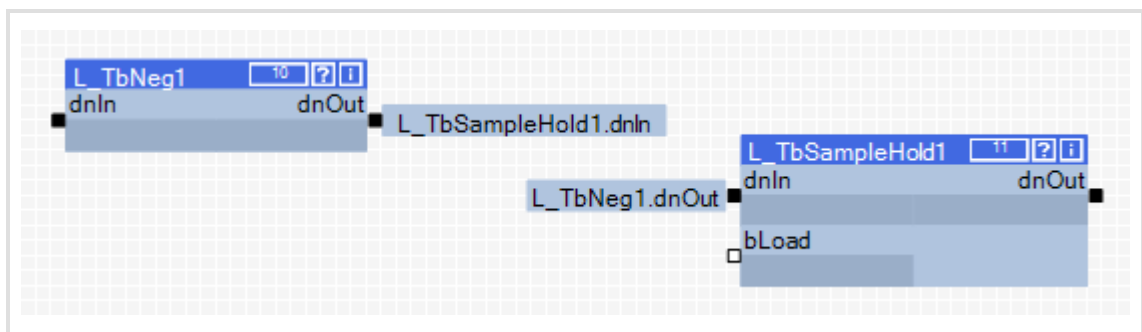 L_TbNeg1 10 ? i
dnIn dnOut
L_TbSampleHold1.dnIn
L_TbSampleHold1 11 ? i
dnIn dnOut
L_TbNeg1.dnOut
bLoad